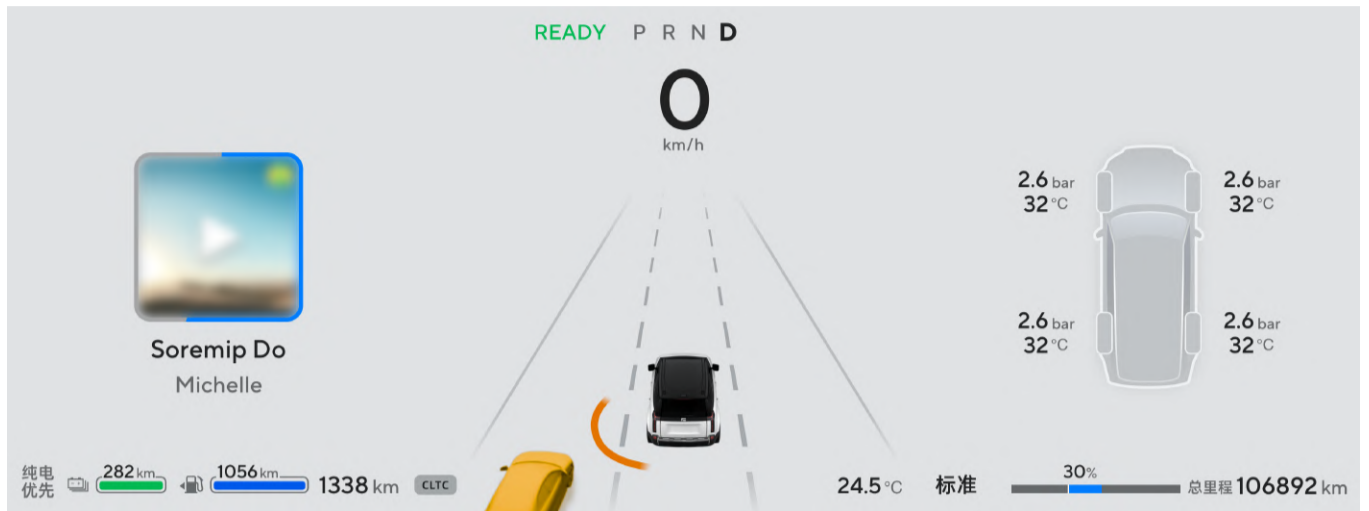 READY P R N D
0
km/h
Soremip Do
Michelle
2.6 bar
32 °C
2.6 bar
32 °C
2.6 bar
32 °C
2.6 bar
32 °C
纯电
优先
282 km
1056 km
1338 km
CLTC
24.5 °C
标准
30%
总里程 106892 km